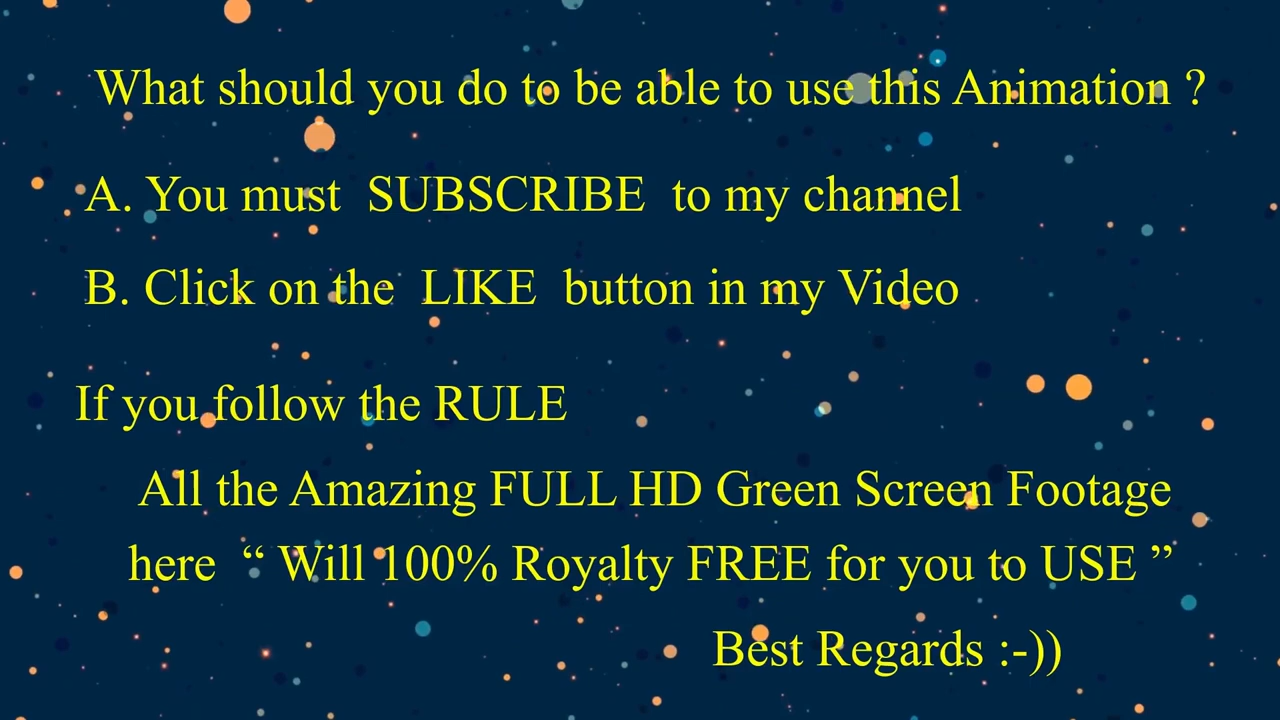 What should you do to be able to use this Animation ?
A. You must SUBSCRIBE to my channel
B. Click on the LIKE button in my Video
If you follow the RULE
All the Amazing FULL HD Green Screen Footage
here “ Will 100% Royalty FREE for you to USE ”
Best Regards :-))